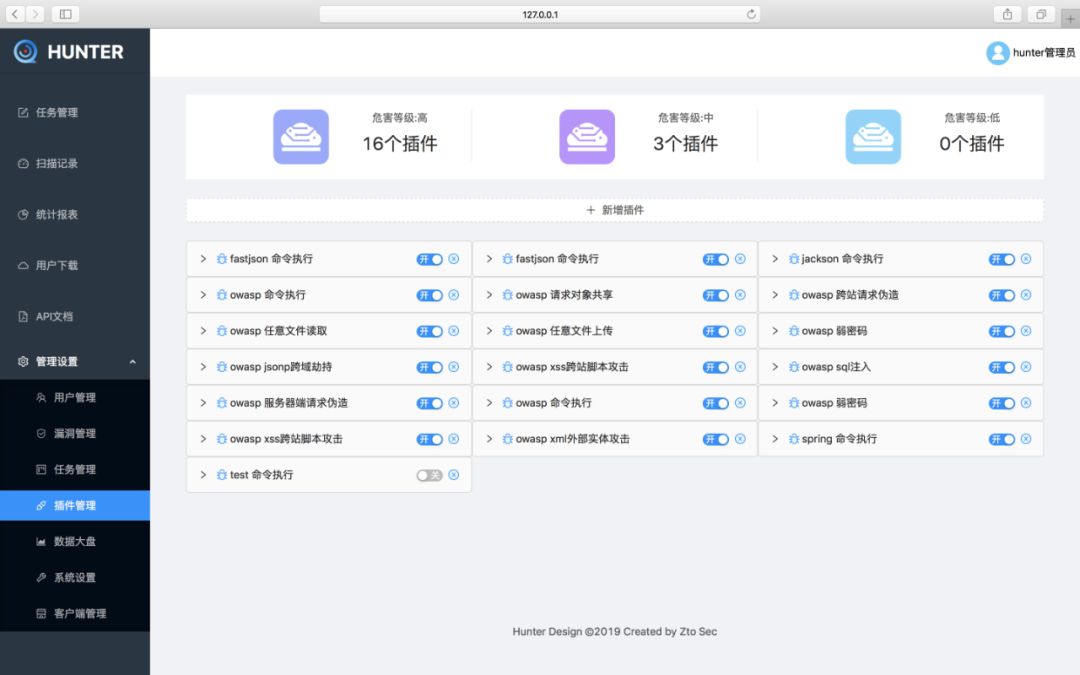 127.0.0.1
HUNTER
hunter管理员
任务管理
扫描记录
统计报表
用户下载
API文档
管理设置
用户管理
漏洞管理
任务管理
插件管理
数据大盘
系统设置
客户端管理
危害等级:高
16个插件
危害等级:中
3个插件
危害等级:低
0个插件
+ 新增插件
fastjson 命令执行 开
fastjson 命令执行 开
jackson 命令执行 开
owasp 命令执行 开
owasp 请求对象共享 开
owasp 跨站请求伪造 开
owasp 任意文件读取 开
owasp 任意文件上传 开
owasp 弱密码 开
owasp jsonp跨域劫持 开
owasp xss跨站脚本攻击 开
owasp sql注入 开
owasp 服务器端请求伪造 开
owasp 命令执行 开
owasp 弱密码 开
owasp xss跨站脚本攻击 开
owasp xml外部实体攻击 开
spring 命令执行 开
test 命令执行 关
Hunter Design ©2019 Created by Zto Sec